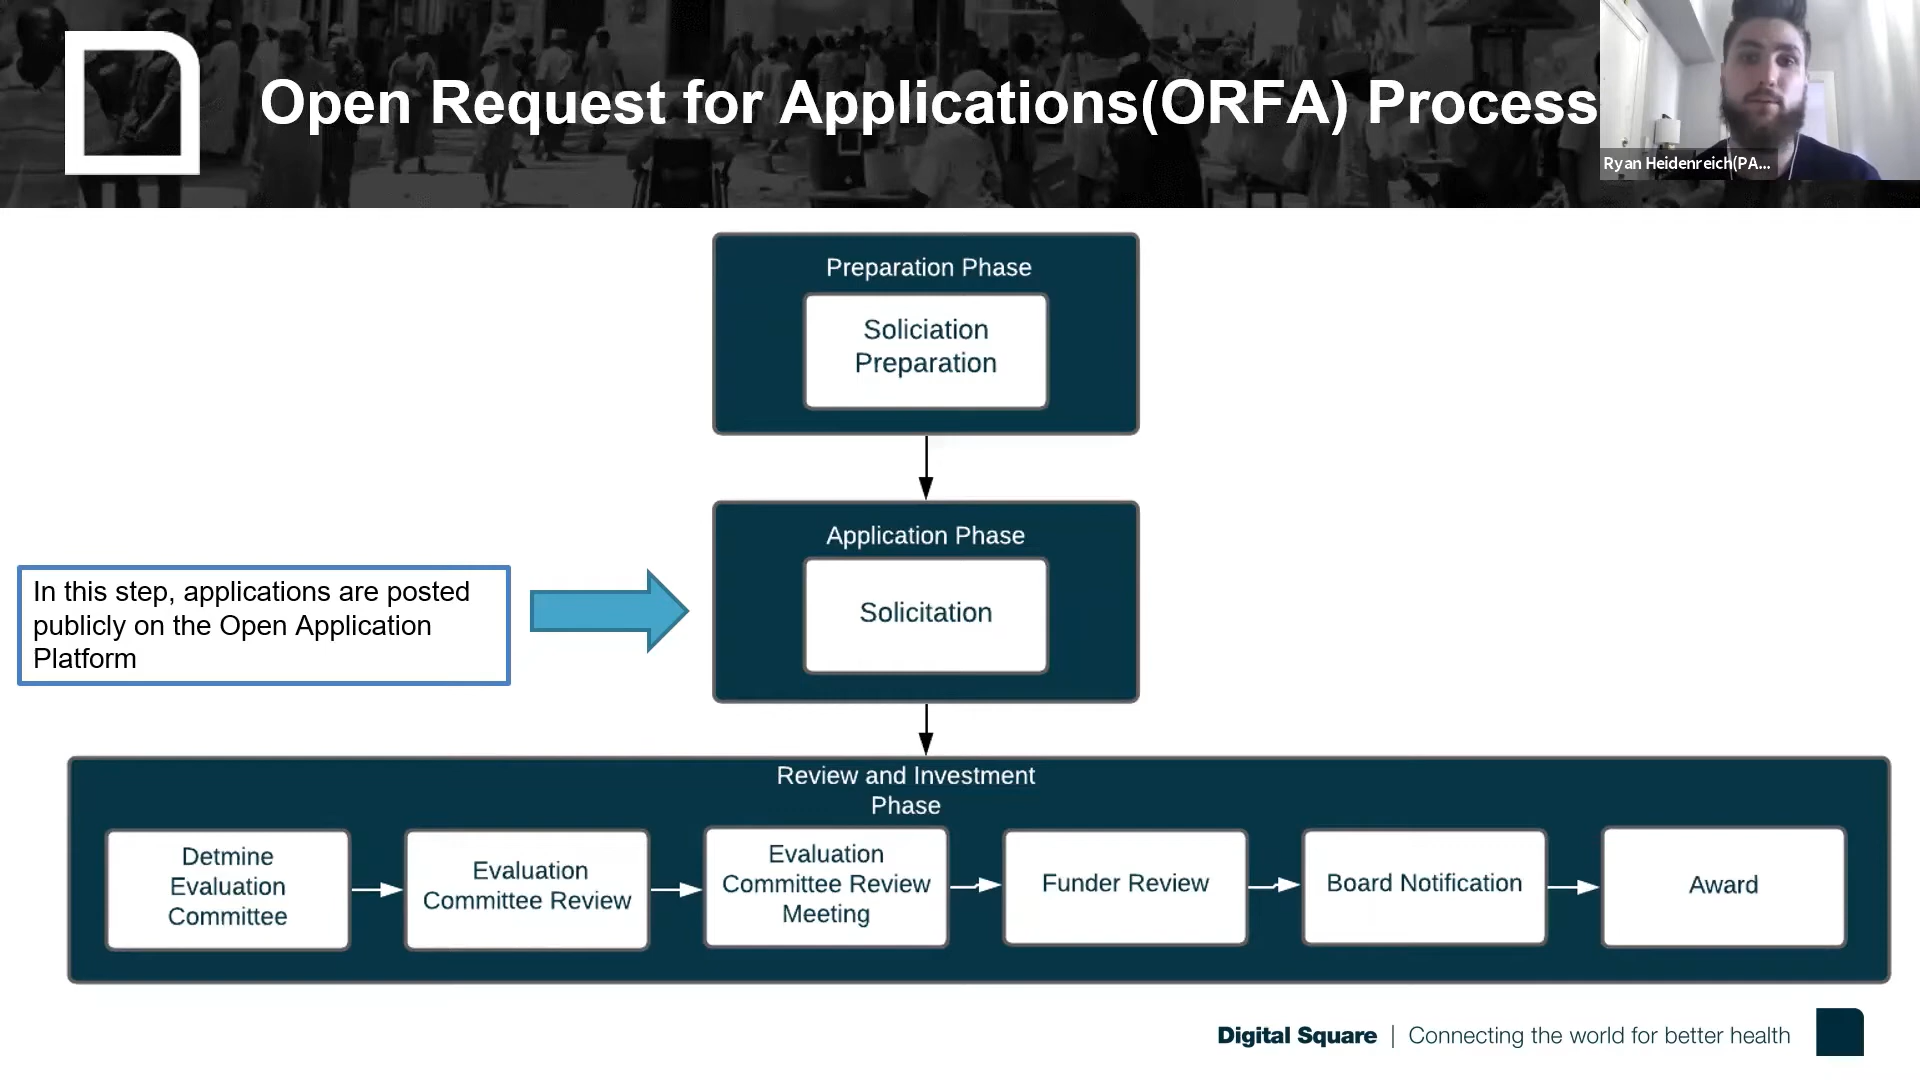 Open Request for Applications(ORFA) Process
Ryan Heidenreich(PA...
Preparation Phase
Soliciation
Preparation
Application Phase
Solicitation
In this step, applications are posted
publicly on the Open Application
Platform
Review and Investment
Phase
Detmine
Evaluation
Committee
Evaluation
Committee Review
Evaluation
Committee Review
Meeting
Funder Review
Board Notification
Award
Digital Square | Connecting the world for better health